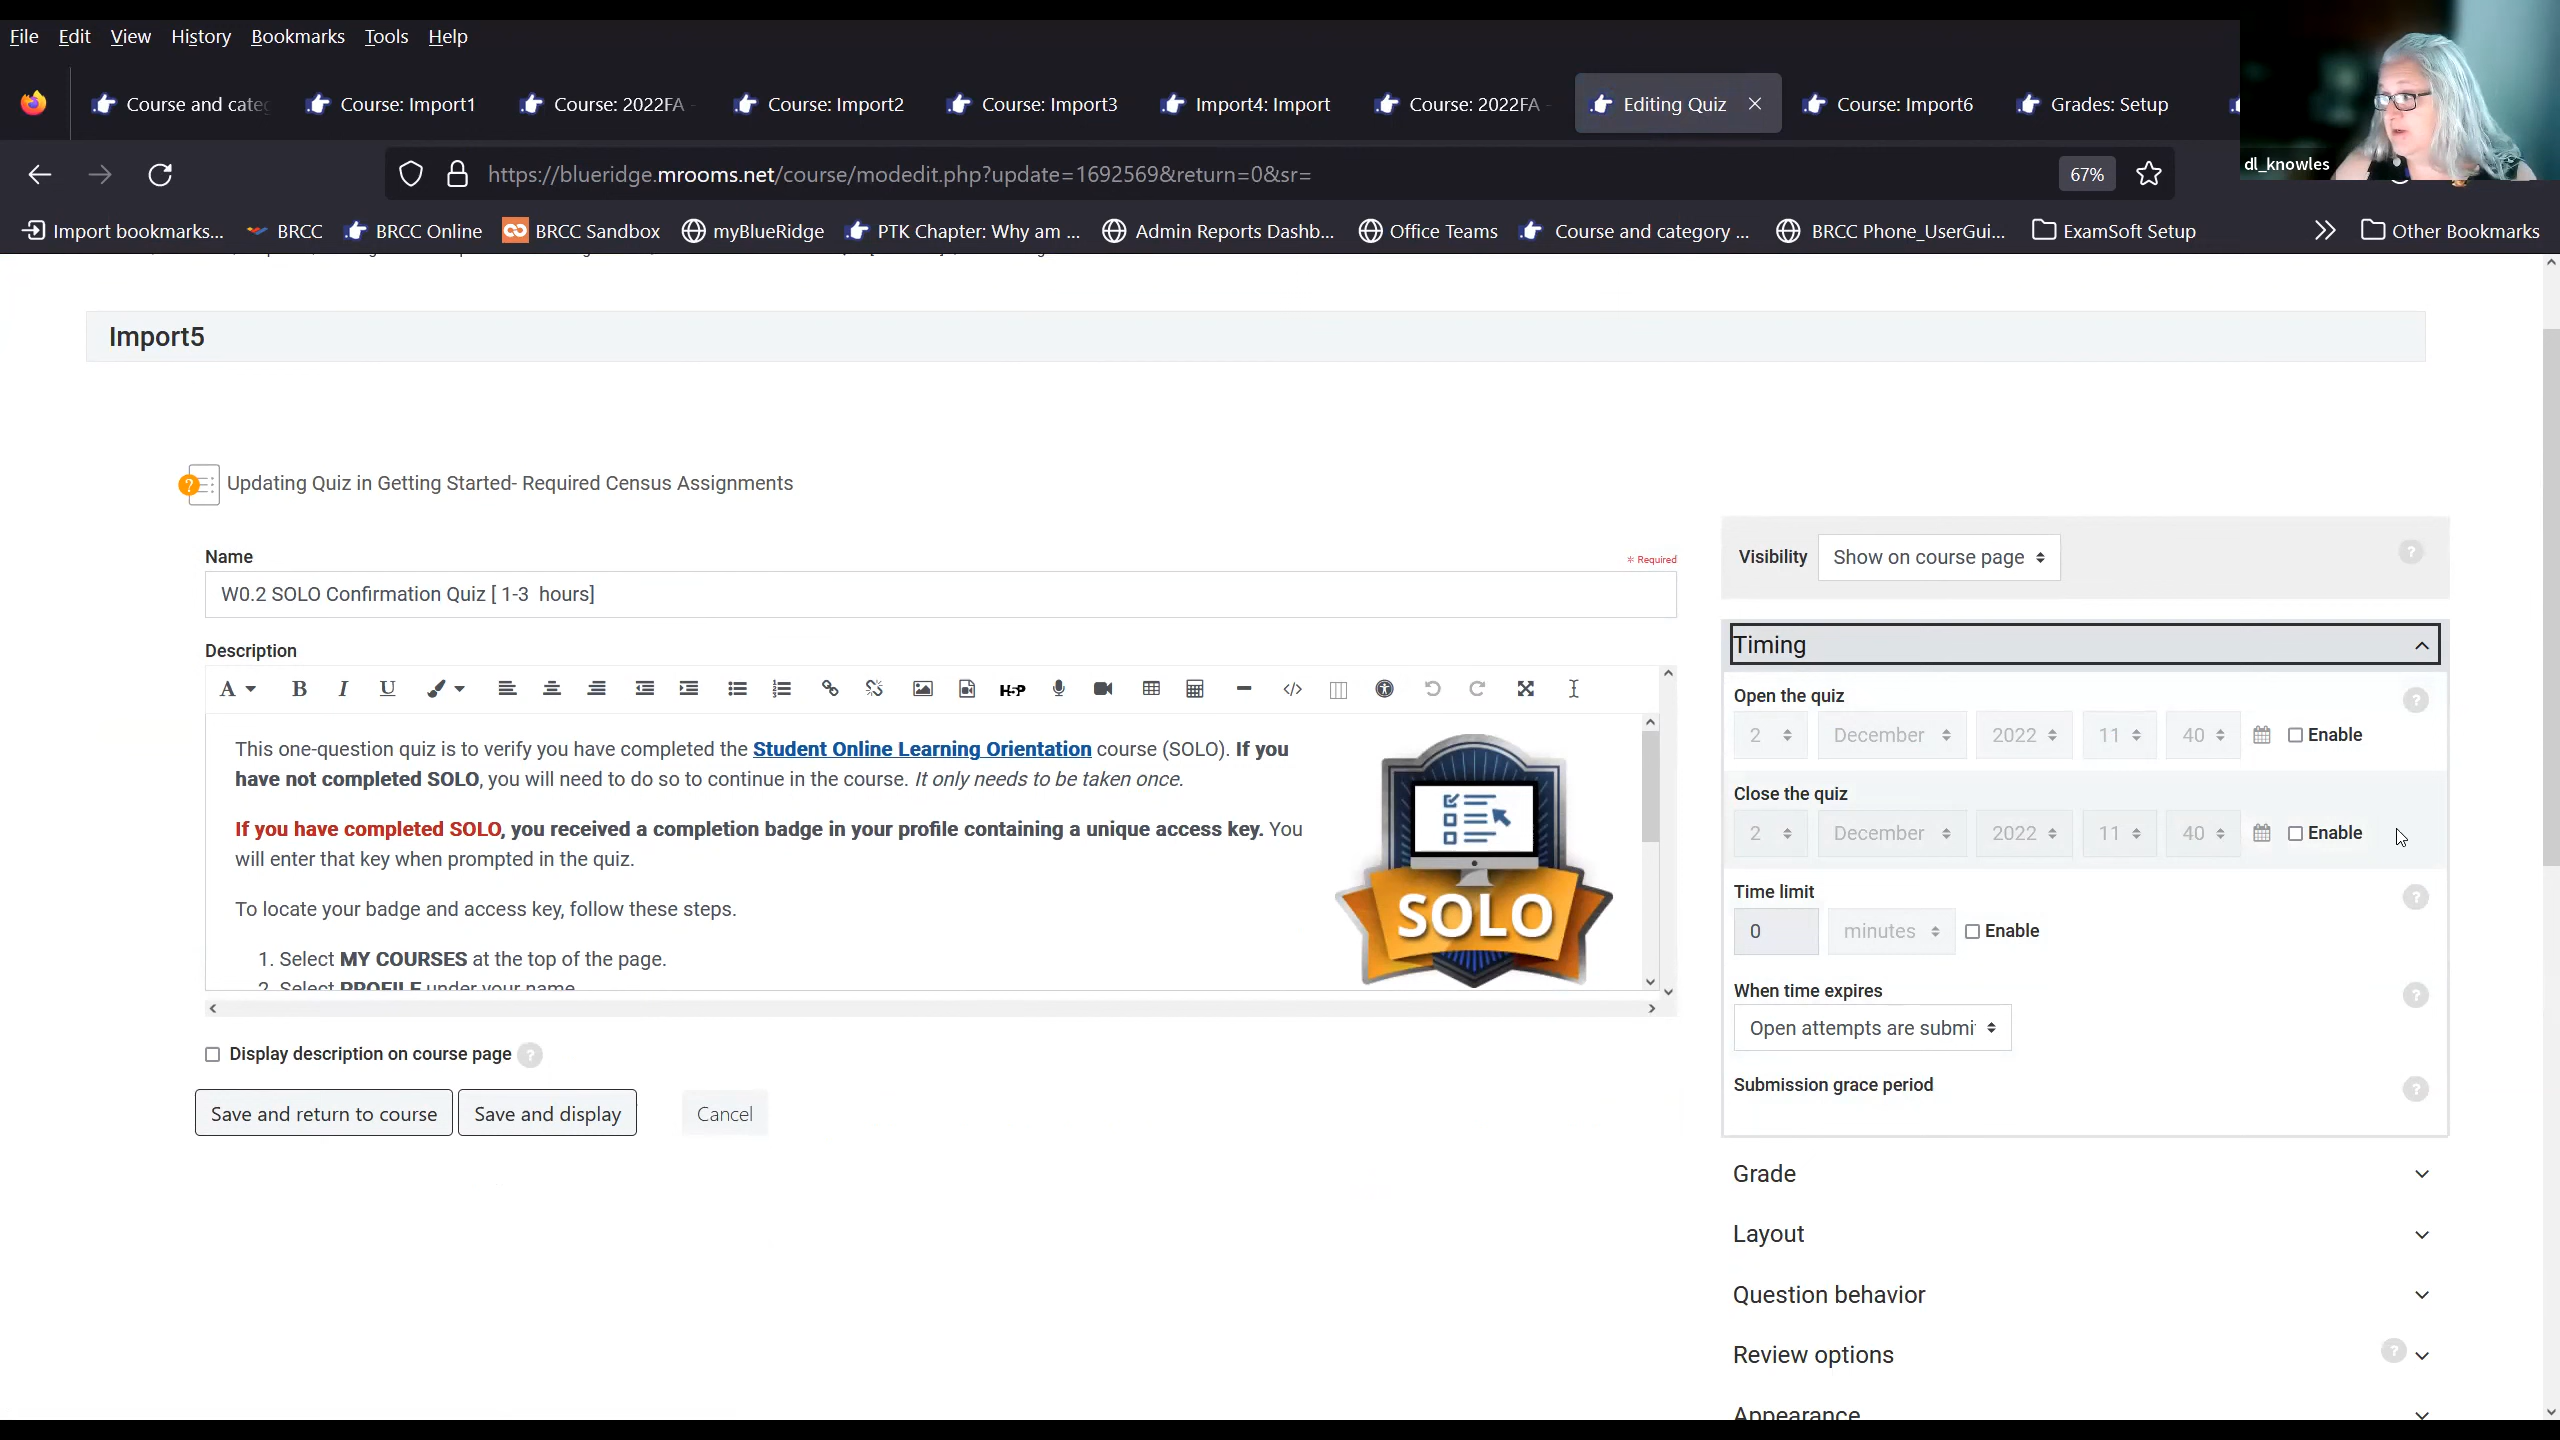 File Edit View History Bookmarks Tools Help
Course and cate Course: Import1 Course: 2022FA - Course: Import2 Course: Import3 Import4: Import Course: 2022FA - Editing Quiz Course: Import6 Grades: Setup
dl_knowles
https://blueridge.mrooms.net/course/modedit.php?update=1692569&return=0&sr= 67%
Import bookmarks... BRCC BRCC Online BRCC Sandbox myBlueRidge PTK Chapter: Why am ... Admin Reports Dashb... Office Teams Course and category ... BRCC Phone_UserGui... ExamSoft Setup Other Bookmarks
Import5
Updating Quiz in Getting Started- Required Census Assignments
Name * Required
W0.2 SOLO Confirmation Quiz [ 1-3 hours]
Description
A B I U H-P </>
This one-question quiz is to verify you have completed the Student Online Learning Orientation course (SOLO). If you
have not completed SOLO, you will need to do so to continue in the course. It only needs to be taken once.
If you have completed SOLO, you received a completion badge in your profile containing a unique access key. You
will enter that key when prompted in the quiz.
To locate your badge and access key, follow these steps.
1. Select MY COURSES at the top of the page.
2. Select PROFILE under your name
SOLO
Display description on course page ?
Save and return to course Save and display Cancel
Visibility Show on course page ?
Timing
Open the quiz ?
2 December 2022 11 40 Enable
Close the quiz
2 December 2022 11 40 Enable
Time limit ?
0 minutes Enable
When time expires ?
Open attempts are submi
Submission grace period ?
Grade
Layout
Question behavior
Review options ?
Appearance